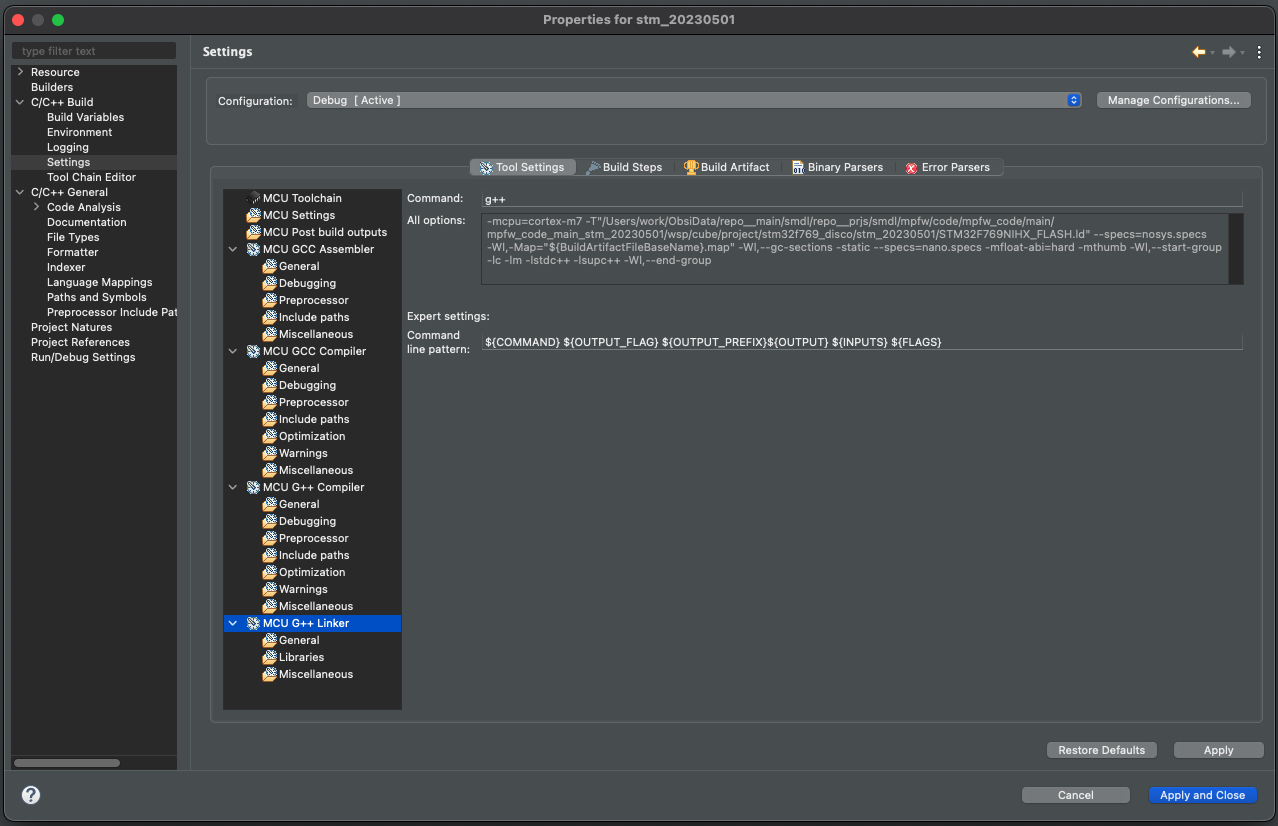 Properties for stm_20230501
type filter text
Resource
Builders
C/C++ Build
Build Variables
Environment
Logging
Settings
Tool Chain Editor
C/C++ General
Code Analysis
Documentation
File Types
Formatter
Indexer
Language Mappings
Paths and Symbols
Preprocessor Include Pat
Project Natures
Project References
Run/Debug Settings
Settings
Configuration:
Debug [ Active ]
Manage Configurations...
Tool Settings
Build Steps
Build Artifact
Binary Parsers
Error Parsers
MCU Toolchain
MCU Settings
MCU Post build outputs
MCU GCC Assembler
General
Debugging
Preprocessor
Include paths
Miscellaneous
MCU GCC Compiler
General
Debugging
Preprocessor
Include paths
Optimization
Warnings
Miscellaneous
MCU G++ Compiler
General
Debugging
Preprocessor
Include paths
Optimization
Warnings
Miscellaneous
MCU G++ Linker
General
Libraries
Miscellaneous
Command:
g++
All options:
-mcpu=cortex-m7 -T"/Users/work/ObsiData/repo__main/smdl/repo__prjs/smdl/mpfw/code/mpfw_code/main/
mpfw_code_main_stm_20230501/wsp/cube/project/stm32f769_disco/stm_20230501/STM32F769NIHX_FLASH.ld" --specs=nosys.specs
-Wl,-Map="${BuildArtifactFileBaseName}.map" -Wl,--gc-sections -static --specs=nano.specs -mfloat-abi=hard -mthumb -Wl,--start-group
-lc -lm -lstdc++ -lsupc++ -Wl,--end-group
Expert settings:
Command
line pattern:
${COMMAND} ${OUTPUT_FLAG} ${OUTPUT_PREFIX}${OUTPUT} ${INPUTS} ${FLAGS}
Restore Defaults
Apply
?
Cancel
Apply and Close